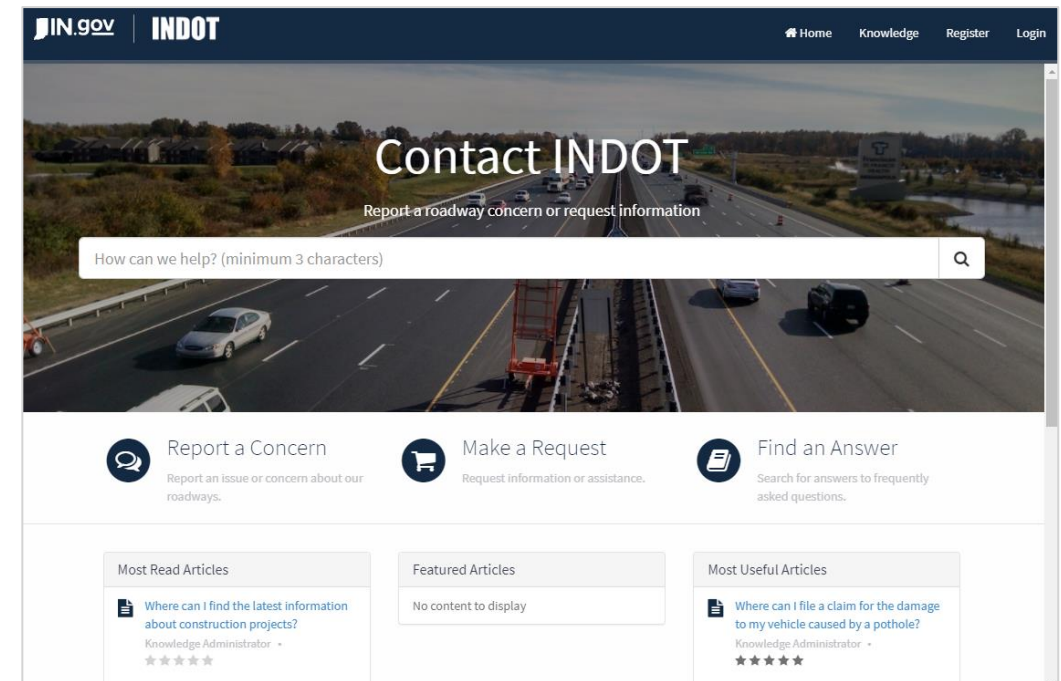 IN.gov INDOT Home Knowledge Register Login
Contact INDOT
Report a roadway concern or request information
How can we help? (minimum 3 characters)
Report a Concern
Report an issue or concern about our
roadways.
Make a Request
Request information or assistance.
Find an Answer
Search for answers to frequently
asked questions.
Most Read Articles
Where can I find the latest information
about construction projects?
Knowledge Administrator •
Featured Articles
No content to display
Most Useful Articles
Where can I file a claim for the damage
to my vehicle caused by a pothole?
Knowledge Administrator •